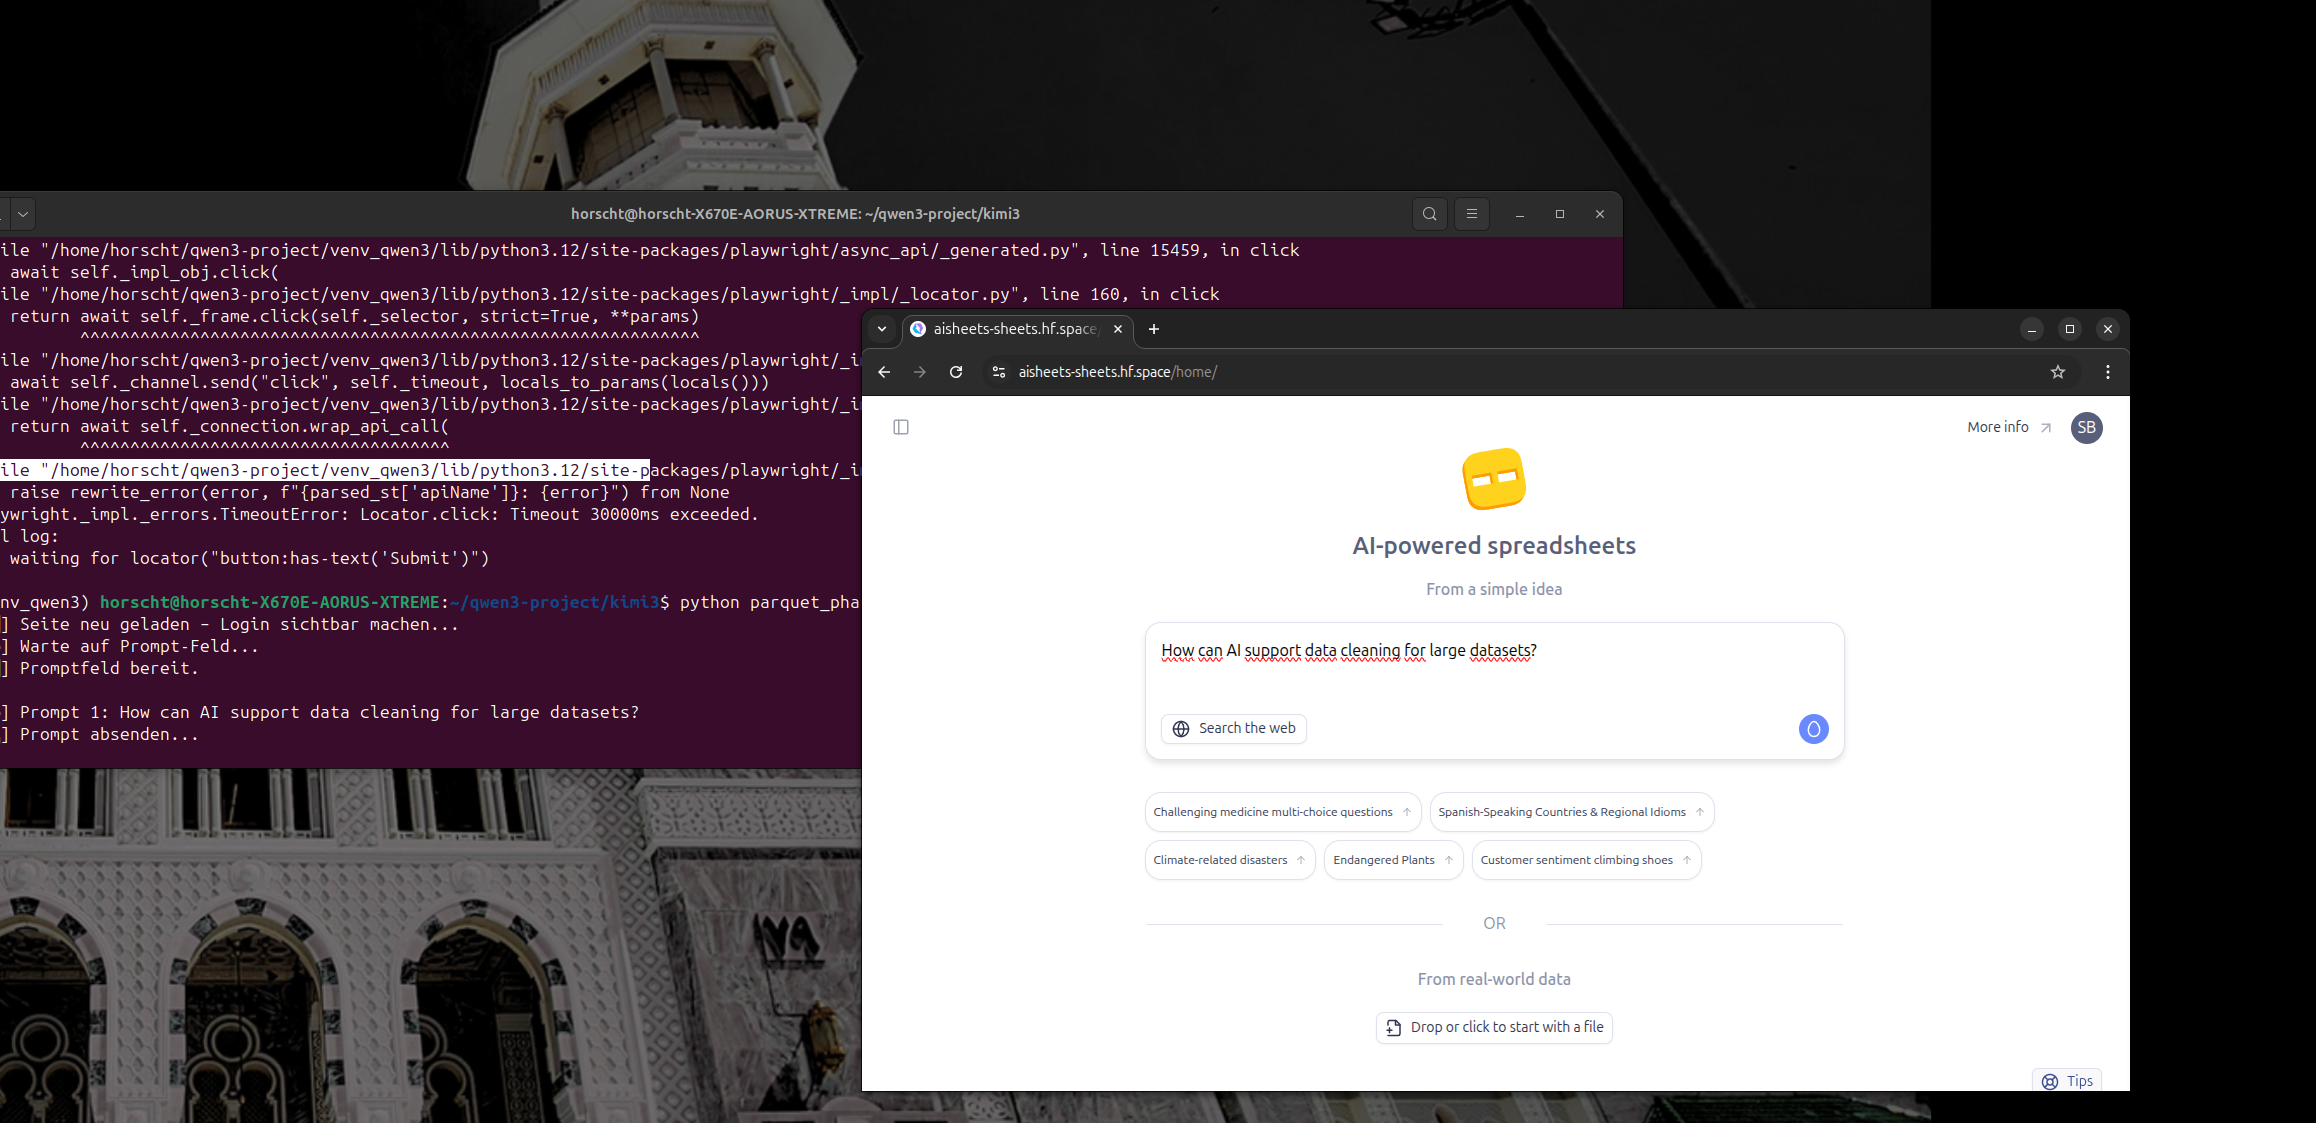 horscht@horscht-X670E-AORUS-XTREME: ~/qwen3-project/kimi3
ile "/home/horscht/qwen3-project/venv_qwen3/lib/python3.12/site-packages/playwright/async_api/_generated.py", line 15459, in click
await self._impl_obj.click(
ile "/home/horscht/qwen3-project/venv_qwen3/lib/python3.12/site-packages/playwright/_impl/_locator.py", line 160, in click
return await self._frame.click(self._selector, strict=True, **params)
^^^^^^^^^^^^^^^^^^^^^^^^^^^^^^^^^^^^^^^^^^^^^^^^^^^^^^^^^^^^^^
ile "/home/horscht/qwen3-project/venv_qwen3/lib/python3.12/site-packages/playwright/_i
await self._channel.send("click", self._timeout, locals_to_params(locals()))
ile "/home/horscht/qwen3-project/venv_qwen3/lib/python3.12/site-packages/playwright/_i
return await self._connection.wrap_api_call(
^^^^^^^^^^^^^^^^^^^^^^^^^^^^^^^^^^^^^
ile "/home/horscht/qwen3-project/venv_qwen3/lib/python3.12/site-packages/playwright/_i
raise rewrite_error(error, f"{parsed_st['apiName']}: {error}") from None
ywright._impl._errors.TimeoutError: Locator.click: Timeout 30000ms exceeded.
l log:
waiting for locator("button:has-text('Submit')")
nv_qwen3) horscht@horscht-X670E-AORUS-XTREME:~/qwen3-project/kimi3$ python parquet_pha
] Seite neu geladen – Login sichtbar machen...
] Warte auf Prompt-Feld...
] Promptfeld bereit.
] Prompt 1: How can AI support data cleaning for large datasets?
] Prompt absenden...
aisheets-sheets.hf.space/
aisheets-sheets.hf.space/home/
More info
SB
AI-powered spreadsheets
From a simple idea
How can AI support data cleaning for large datasets?
Search the web
Challenging medicine multi-choice questions
Spanish-Speaking Countries & Regional Idioms
Climate-related disasters
Endangered Plants
Customer sentiment climbing shoes
OR
From real-world data
Drop or click to start with a file
Tips